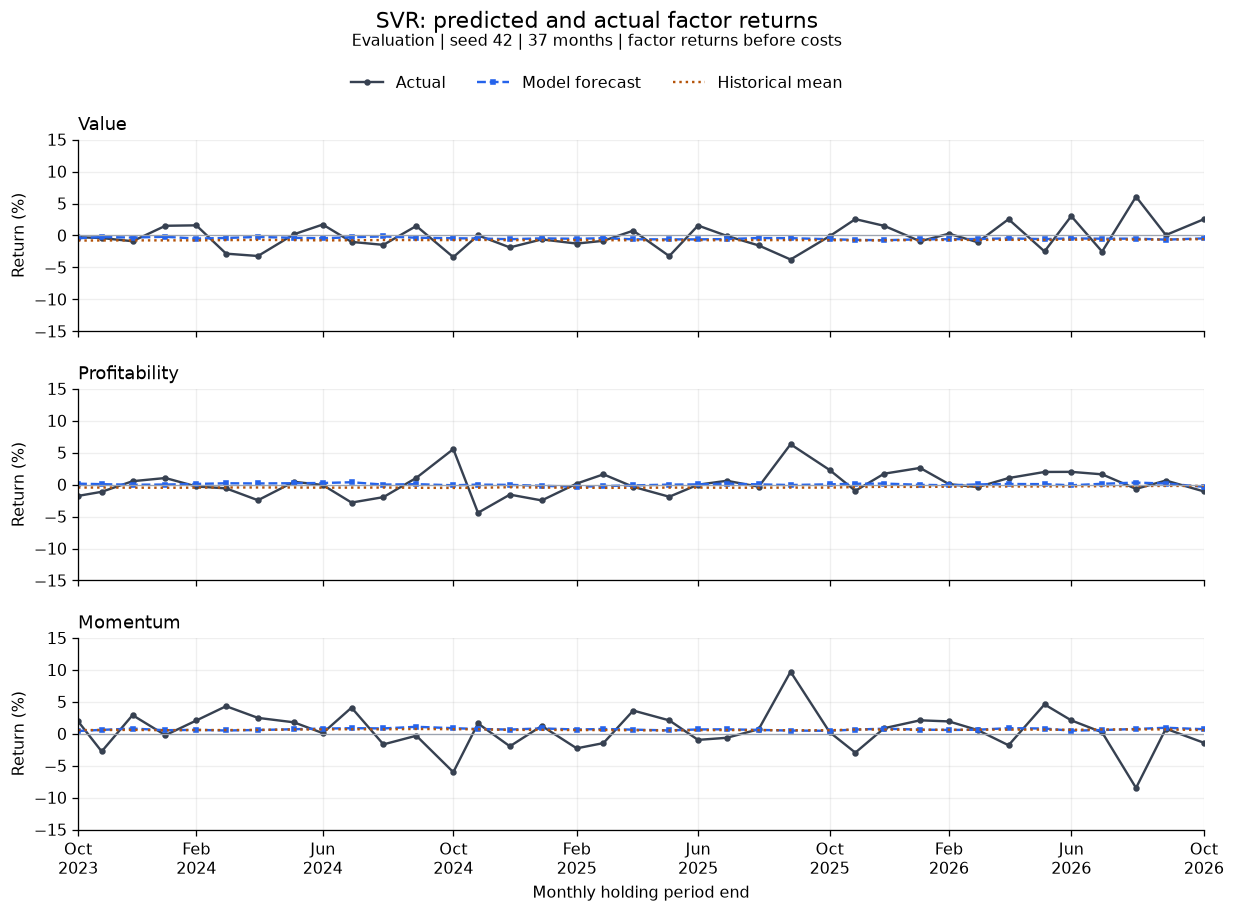 SVR: predicted and actual factor returns
Evaluation | seed 42 | 37 months | factor returns before costs
Actual Model forecast Historical mean
Value
Return (%)
15
10
5
0
−5
−10
−15
Profitability
Return (%)
15
10
5
0
−5
−10
−15
Momentum
Return (%)
15
10
5
0
−5
−10
−15
Oct Feb Jun Oct Feb Jun Oct Feb Jun Oct
2023 2024 2024 2024 2025 2025 2025 2026 2026 2026
Monthly holding period end